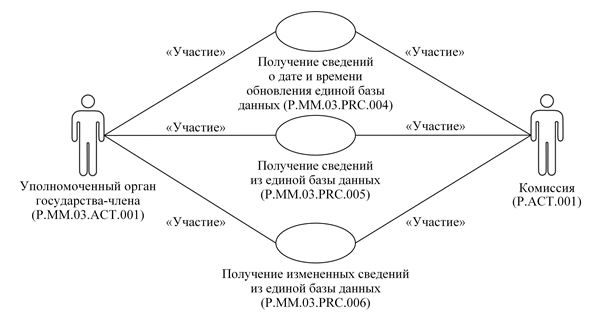 «Участие»
«Участие»
Получение сведений
о дате и времени
обновления единой базы
данных (P.MM.03.PRC.004)
«Участие»
«Участие»
Получение сведений
из единой базы данных
(P.MM.03.PRC.005)
Уполномоченный орган
государства-члена
(P.MM.03.ACT.001)
Комиссия
(P.ACT.001)
«Участие»
«Участие»
Получение измененных сведений
из единой базы данных
(P.MM.03.PRC.006)